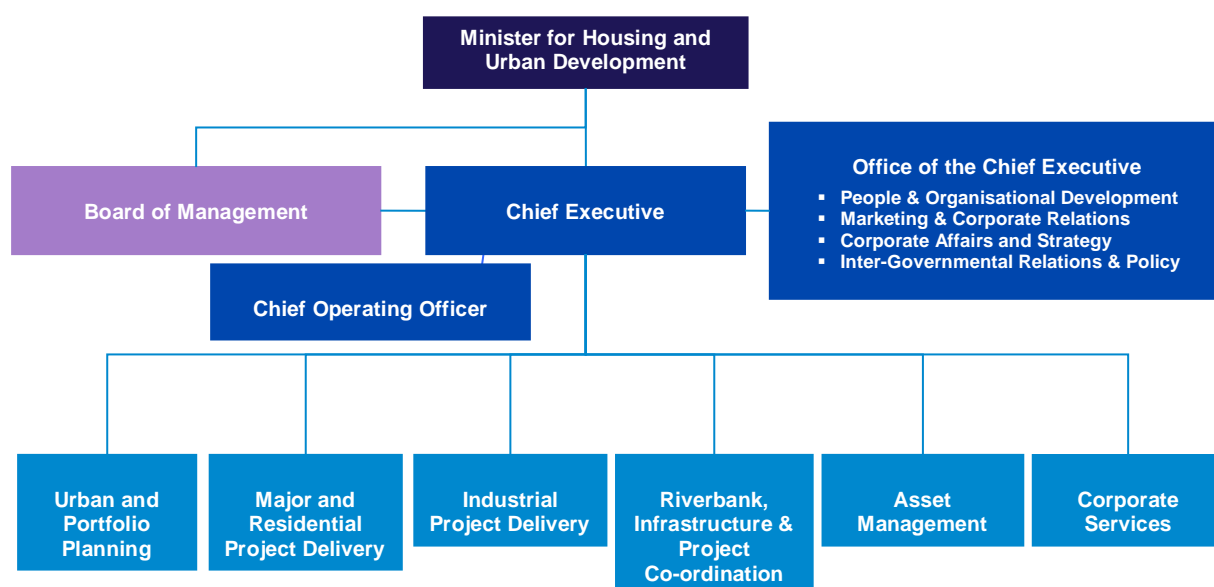 Minister for Housing and
Urban Development
Board of Management
Chief Executive
Office of the Chief Executive
▪ People & Organisational Development
▪ Marketing & Corporate Relations
▪ Corporate Affairs and Strategy
▪ Inter-Governmental Relations & Policy
Chief Operating Officer
Urban and
Portfolio
Planning
Major and
Residential
Project Delivery
Industrial
Project Delivery
Riverbank,
Infrastructure &
Project
Co-ordination
Asset
Management
Corporate
Services